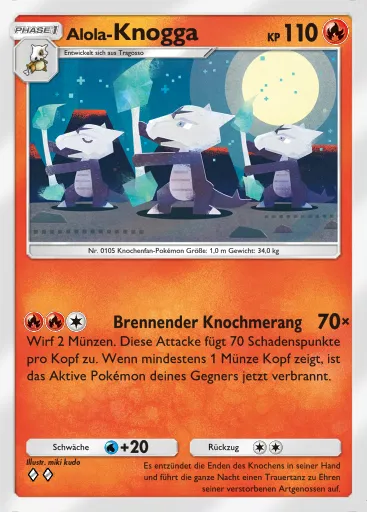 PHASE 1
Alola-Knogga
KP 110
Entwickelt sich aus Tragosso
Nr. 0105 Knochenfan-Pokémon Größe: 1,0 m Gewicht: 34,0 kg
Brennender Knochmerang 70×
Wirf 2 Münzen. Diese Attacke fügt 70 Schadenspunkte
pro Kopf zu. Wenn mindestens 1 Münze Kopf zeigt, ist
das Aktive Pokémon deines Gegners jetzt verbrannt.
Schwäche +20 Rückzug
Illustr. miki kudo
Es entzündet die Enden des Knochens in seiner Hand
und führt die ganze Nacht einen Trauertanz zu Ehren
seiner verstorbenen Artgenossen auf.